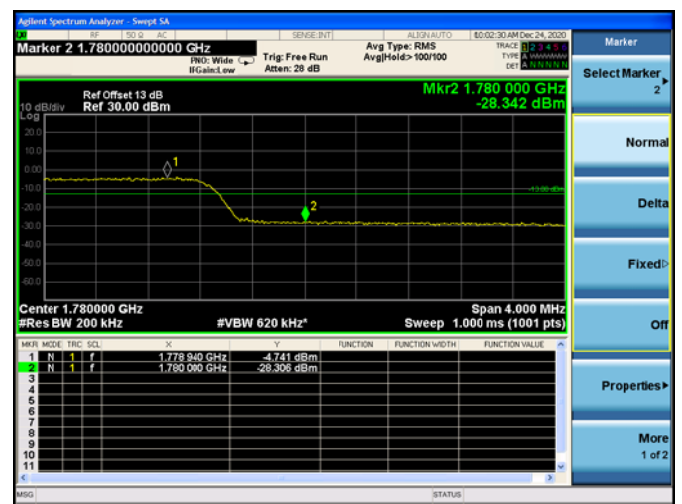 Agilent Spectrum Analyzer - Swept SA
RF 50 Ω AC SENSE:INT ALIGN AUTO 10:02:30 AM Dec 24, 2020
Marker 2 1.780000000000 GHz
PNO: Wide Trig: Free Run Avg Type: RMS TRACE 1 2 3 4 5 6
IFGain:Low Atten: 28 dB Avg|Hold:>100/100 TYPE A WWWWW
DET A N N N N N
Mkr2 1.780 000 GHz
Ref Offset 13 dB
10 dB/div Ref 30.00 dBm -28.342 dBm
Log
20.0
10.0
0.00
-10.0
-20.0
-30.0
-40.0
-50.0
-60.0
1
2
-13.00 dBm
Center 1.780000 GHz Span 4.000 MHz
#Res BW 200 kHz #VBW 620 kHz* Sweep 1.000 ms (1001 pts)
MKR MODE TRC SCL X Y FUNCTION FUNCTION WIDTH FUNCTION VALUE
1 N 1 f 1.778 940 GHz -4.741 dBm
2 N 1 f 1.780 000 GHz -28.306 dBm
3
4
5
6
7
8
9
10
11
MSG STATUS
Marker
Select Marker
2
Normal
Delta
Fixed
Off
Properties
More
1 of 2